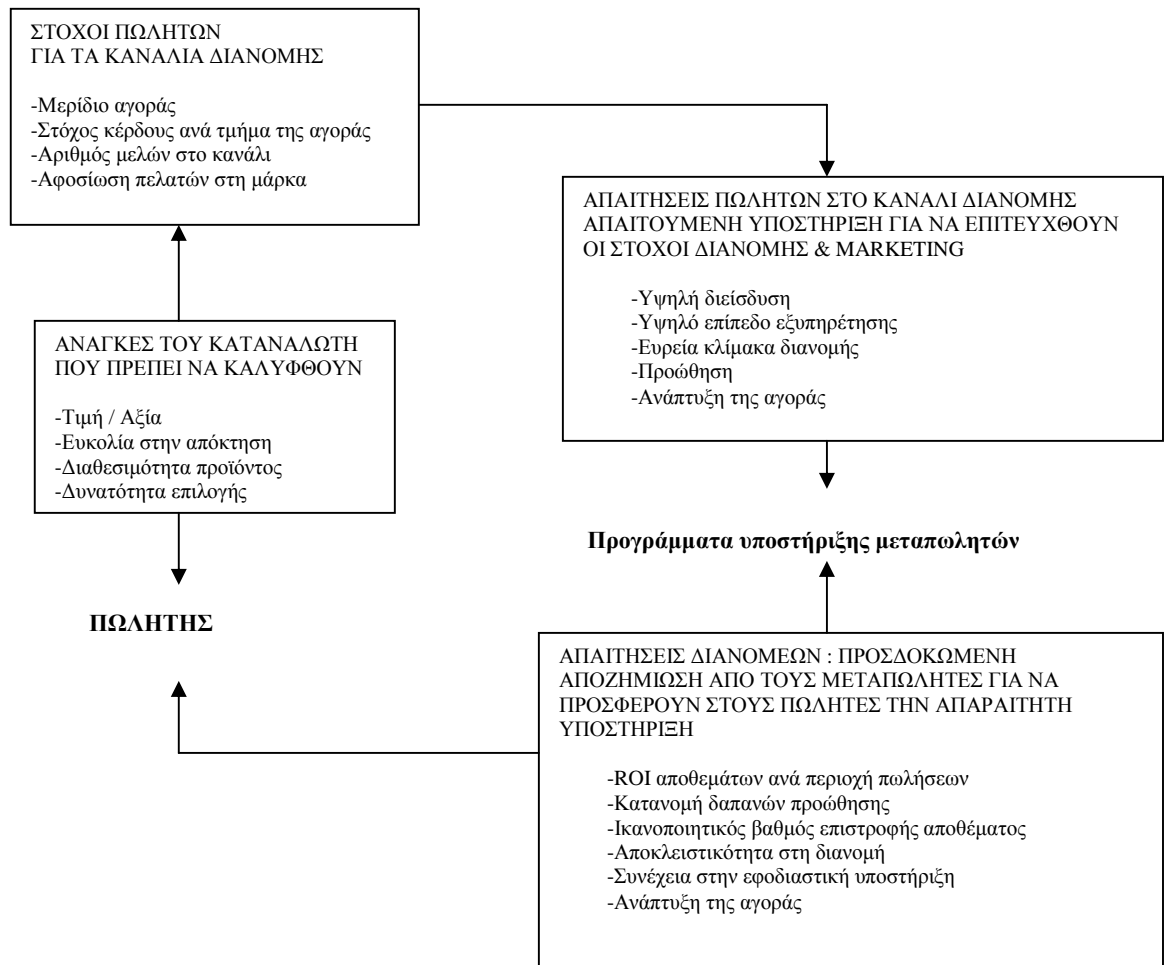 ΣΤΟΧΟΙ ΠΩΛΗΤΩΝ
ΓΙΑ ΤΑ ΚΑΝΑΛΙΑ ΔΙΑΝΟΜΗΣ
-Μερίδιο αγοράς
-Στόχος κέρδους ανά τμήμα της αγοράς
-Αριθμός μελών στο κανάλι
-Αφοσίωση πελατών στη μάρκα
ΑΠΑΙΤΗΣΕΙΣ ΠΩΛΗΤΩΝ ΣΤΟ ΚΑΝΑΛΙ ΔΙΑΝΟΜΗΣ
ΑΠΑΙΤΟΥΜΕΝΗ ΥΠΟΣΤΗΡΙΞΗ ΓΙΑ ΝΑ ΕΠΙΤΕΥΧΘΟΥΝ
ΟΙ ΣΤΟΧΟΙ ΔΙΑΝΟΜΗΣ & MARKETING
-Υψηλή διείσδυση
-Υψηλό επίπεδο εξυπηρέτησης
-Ευρεία κλίμακα διανομής
-Προώθηση
-Ανάπτυξη της αγοράς
ΑΝΑΓΚΕΣ ΤΟΥ ΚΑΤΑΝΑΛΩΤΗ
ΠΟΥ ΠΡΕΠΕΙ ΝΑ ΚΑΛΥΦΘΟΥΝ
-Τιμή / Αξία
-Ευκολία στην απόκτηση
-Διαθεσιμότητα προϊόντος
-Δυνατότητα επιλογής
Προγράμματα υποστήριξης μεταπωλητών
ΠΩΛΗΤΗΣ
ΑΠΑΙΤΗΣΕΙΣ ΔΙΑΝΟΜΕΩΝ : ΠΡΟΣΔΟΚΩΜΕΝΗ
ΑΠΟΖΗΜΙΩΣΗ ΑΠΟ ΤΟΥΣ ΜΕΤΑΠΩΛΗΤΕΣ ΓΙΑ ΝΑ
ΠΡΟΣΦΕΡΟΥΝ ΣΤΟΥΣ ΠΩΛΗΤΕΣ ΤΗΝ ΑΠΑΡΑΙΤΗΤΗ
ΥΠΟΣΤΗΡΙΞΗ
-ROI αποθεμάτων ανά περιοχή πωλήσεων
-Κατανομή δαπανών προώθησης
-Ικανοποιητικός βαθμός επιστροφής αποθέματος
-Αποκλειστικότητα στη διανομή
-Συνέχεια στην εφοδιαστική υποστήριξη
-Ανάπτυξη της αγοράς